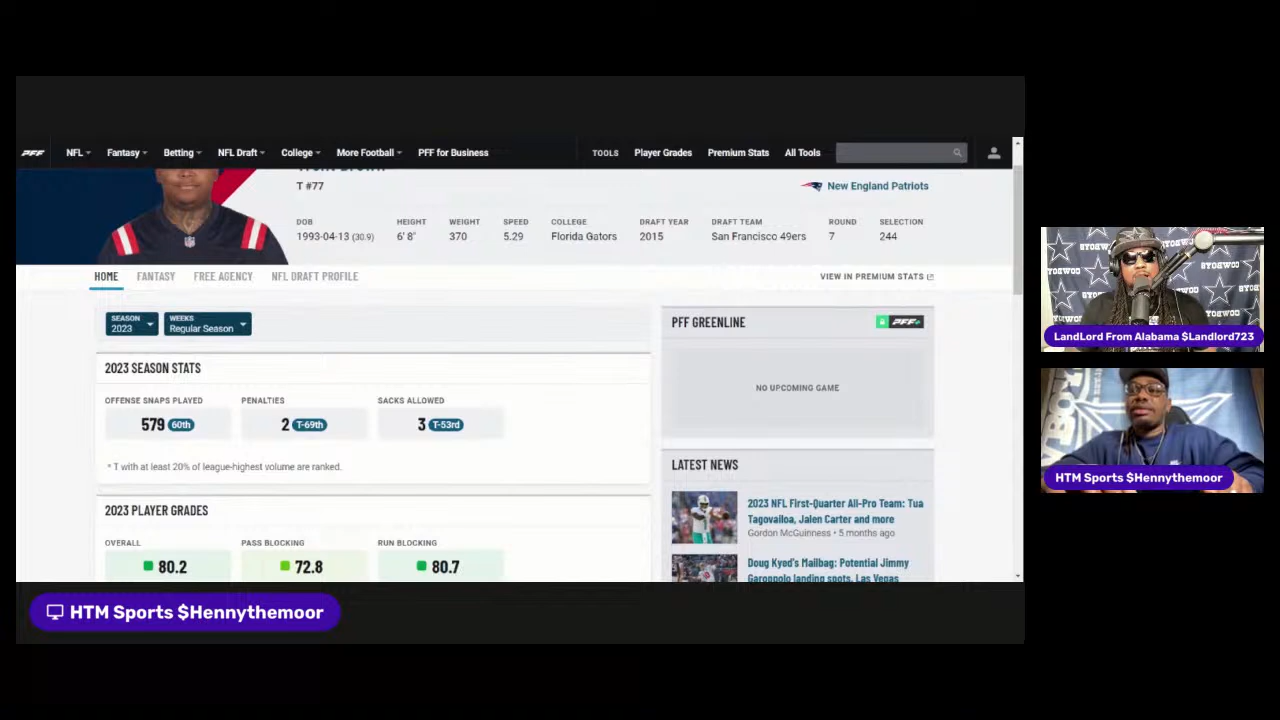 PFF NFL Fantasy Betting NFL Draft College More Football PFF for Business TOOLS Player Grades Premium Stats All Tools
T #77
New England Patriots
DOB HEIGHT WEIGHT SPEED COLLEGE DRAFT YEAR DRAFT TEAM ROUND SELECTION
1993-04-13 (30.9) 6' 8" 370 5.29 Florida Gators 2015 San Francisco 49ers 7 244
HOME FANTASY FREE AGENCY NFL DRAFT PROFILE VIEW IN PREMIUM STATS
SEASON
2023
WEEKS
Regular Season
2023 SEASON STATS
OFFENSE SNAPS PLAYED PENALTIES SACKS ALLOWED
579 60th 2 T-69th 3 T-53rd
* T with at least 20% of league-highest volume are ranked.
2023 PLAYER GRADES
OVERALL PASS BLOCKING RUN BLOCKING
80.2 72.8 80.7
PFF GREENLINE PFF+
NO UPCOMING GAME
LATEST NEWS
2023 NFL First-Quarter All-Pro Team: Tua
Tagovailoa, Jalen Carter and more
Gordon McGuinness • 5 months ago
Doug Kyed's Mailbag: Potential Jimmy
Garoppolo landing spots, Las Vegas
HTM Sports $Hennythemoor
LandLord From Alabama $Landlord723
HTM Sports $Hennythemoor